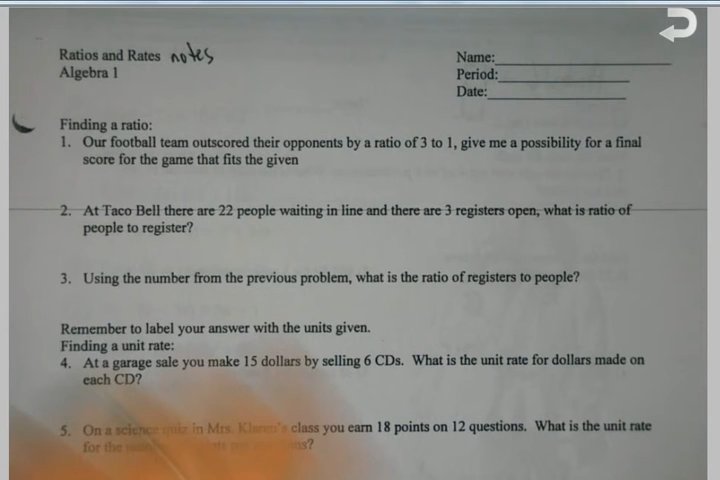 Ratios and Rates notes
Algebra 1
Name:
Period:
Date:
Finding a ratio:
1. Our football team outscored their opponents by a ratio of 3 to 1, give me a possibility for a final
score for the game that fits the given
2. At Taco Bell there are 22 people waiting in line and there are 3 registers open, what is ratio of
people to register?
3. Using the number from the previous problem, what is the ratio of registers to people?
Remember to label your answer with the units given.
Finding a unit rate:
4. At a garage sale you make 15 dollars by selling 6 CDs. What is the unit rate for dollars made on
each CD?
5. On a science quiz in Mrs. class you earn 18 points on 12 questions. What is the unit rate
for the